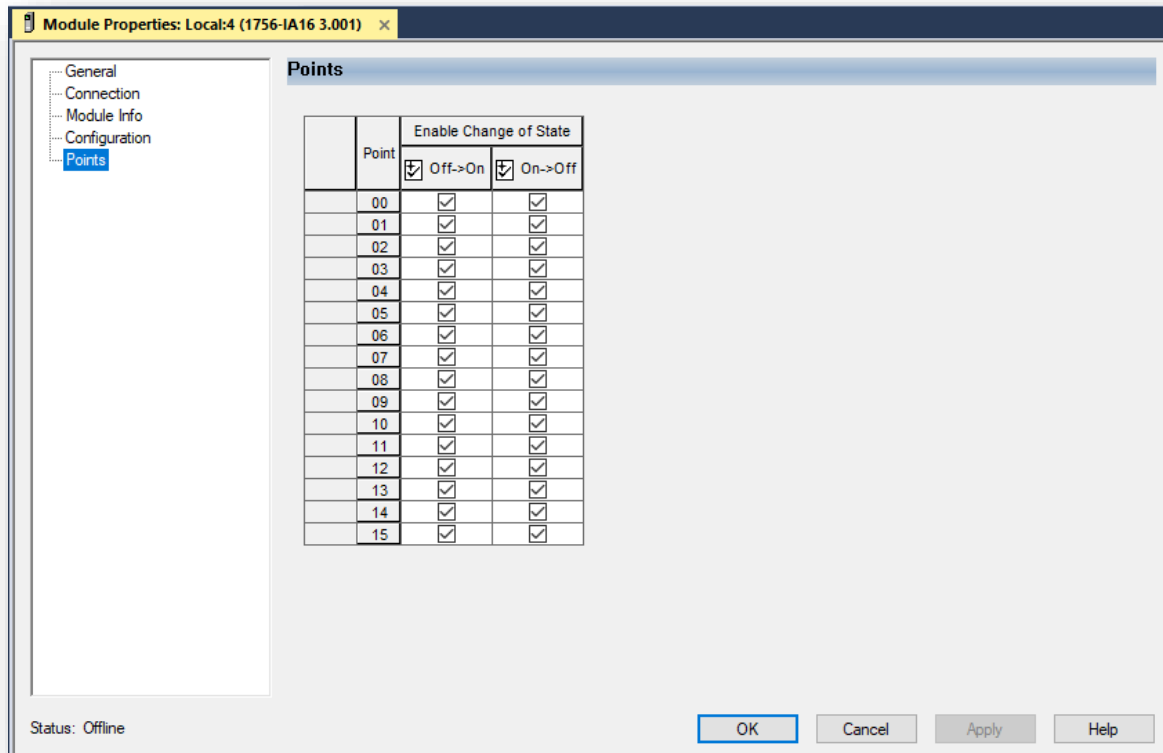 Module Properties: Local:4 (1756-IA16 3.001) ×
General
Connection
Module Info
Configuration
Points
Points
Enable Change of State
Point
Off->On On->Off
00
01
02
03
04
05
06
07
08
09
10
11
12
13
14
15
Status: Offline
OK Cancel Apply Help